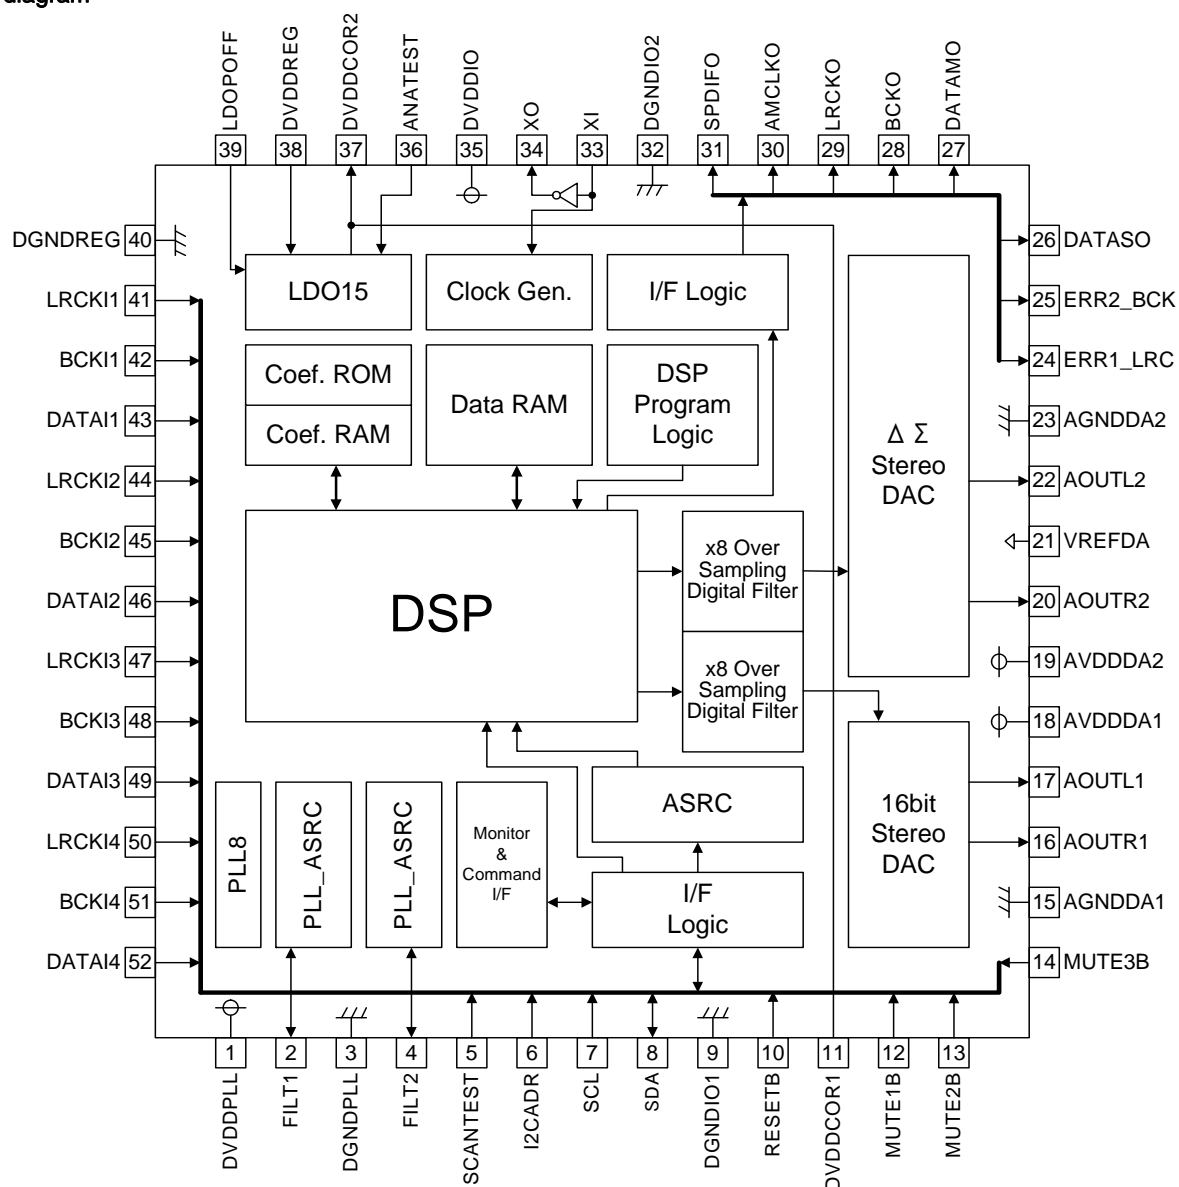 diagram
LDOPOFF
DVDDREG
DVDDCOR2
ANATEST
DVDDIO
XO
XI
DGNDIO2
SPDIFO
AMCLKO
LRCKO
BCKO
DATAMO
39
38
37
36
35
34
33
32
31
30
29
28
27
DGNDREG 40
LRCKI1 41
BCKI1 42
DATAI1 43
LRCKI2 44
BCKI2 45
DATAI2 46
LRCKI3 47
BCKI3 48
DATAI3 49
LRCKI4 50
BCKI4 51
DATAI4 52
LDO15
Clock Gen.
I/F Logic
Coef. ROM
Coef. RAM
Data RAM
DSP
Program
Logic
Δ Σ
Stereo
DAC
DSP
x8 Over
Sampling
Digital Filter
x8 Over
Sampling
Digital Filter
PLL8
PLL_ASRC
PLL_ASRC
Monitor
&
Command
I/F
ASRC
I/F
Logic
16bit
Stereo
DAC
26 DATASO
25 ERR2_BCK
24 ERR1_LRC
23 AGNDDA2
22 AOUTL2
21 VREFDA
20 AOUTR2
19 AVDDDA2
18 AVDDDA1
17 AOUTL1
16 AOUTR1
15 AGNDDA1
14 MUTE3B
1
2
3
4
5
6
7
8
9
10
11
12
13
DVDDPLL
FILT1
DGNDPLL
FILT2
SCANTEST
I2CADR
SCL
SDA
DGNDIO1
RESETB
DVDDCOR1
MUTE1B
MUTE2B